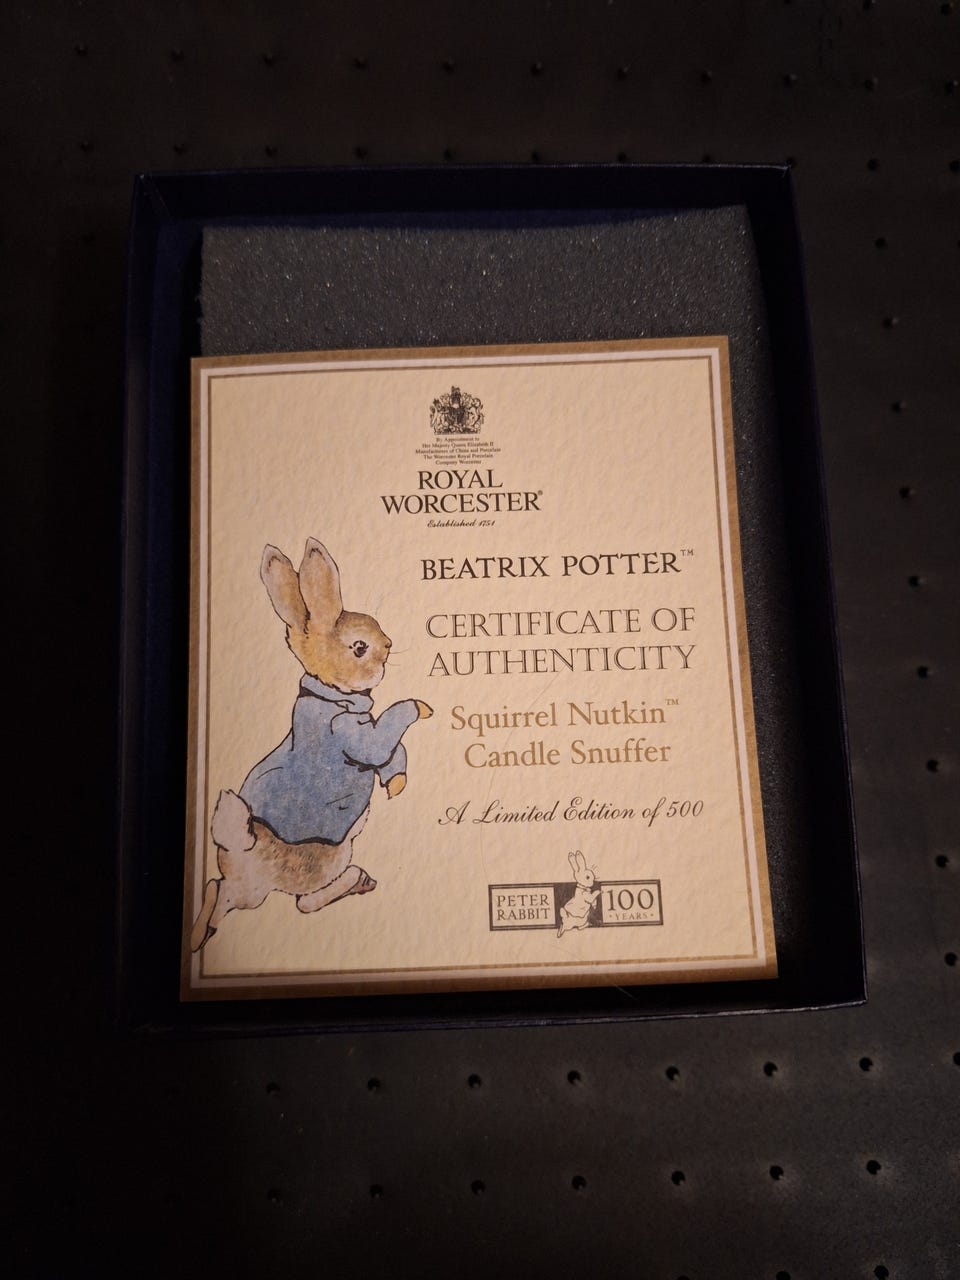 By Appointment to
Her Majesty Queen Elizabeth II
Manufacturers of China and Porcelain
The Worcester Royal Porcelain
Company Worcester
ROYAL
WORCESTER®
Established 1751
BEATRIX POTTER™
CERTIFICATE OF
AUTHENTICITY
Squirrel Nutkin™
Candle Snuffer
A Limited Edition of 500
PETER
RABBIT
100
·YEARS·